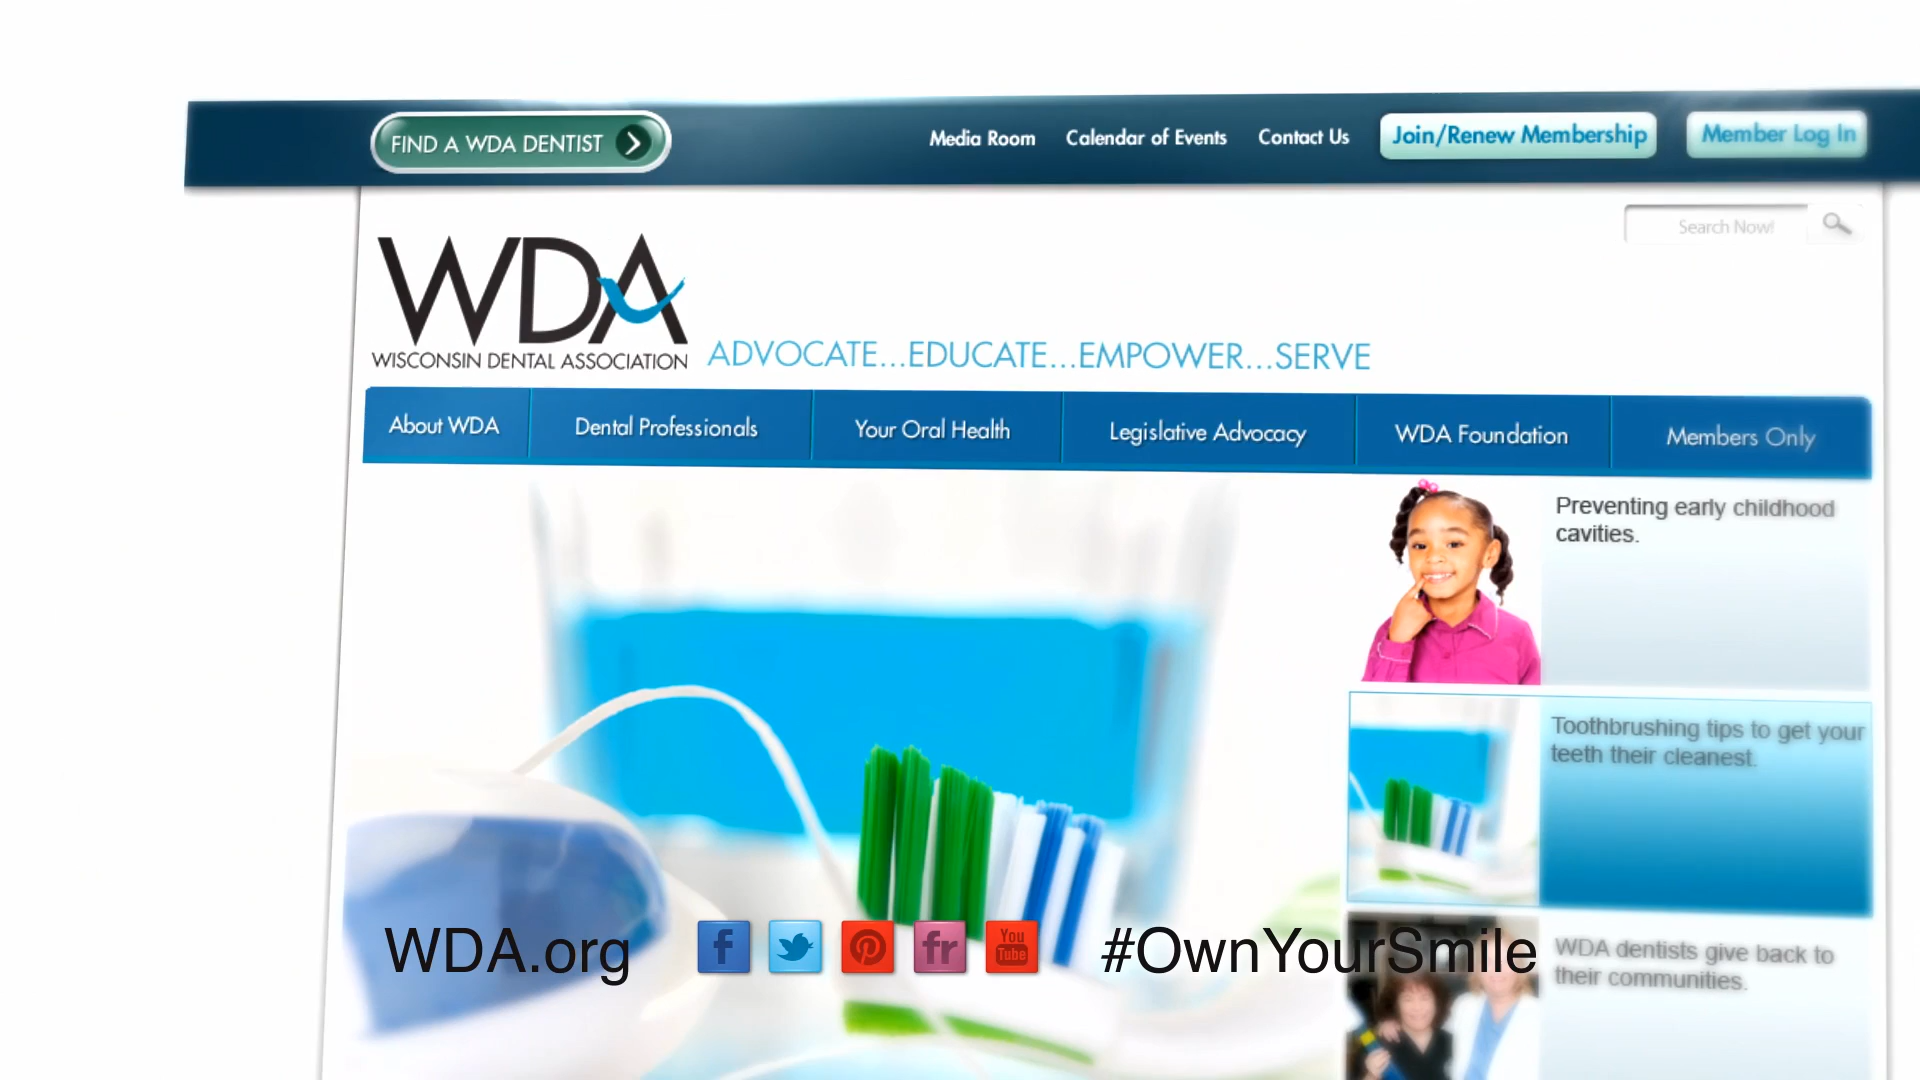 FIND A WDA DENTIST
Media Room
Calendar of Events
Contact Us
Join/Renew Membership
Member Log In
Search Now!
WDA
WISCONSIN DENTAL ASSOCIATION
ADVOCATE...EDUCATE...EMPOWER...SERVE
About WDA
Dental Professionals
Your Oral Health
Legislative Advocacy
WDA Foundation
Members Only
Preventing early childhood
cavities.
Toothbrushing tips to get your
teeth their cleanest.
WDA dentists give back to
their communities.
WDA.org
f
fr
You
Tube
#OwnYourSmile